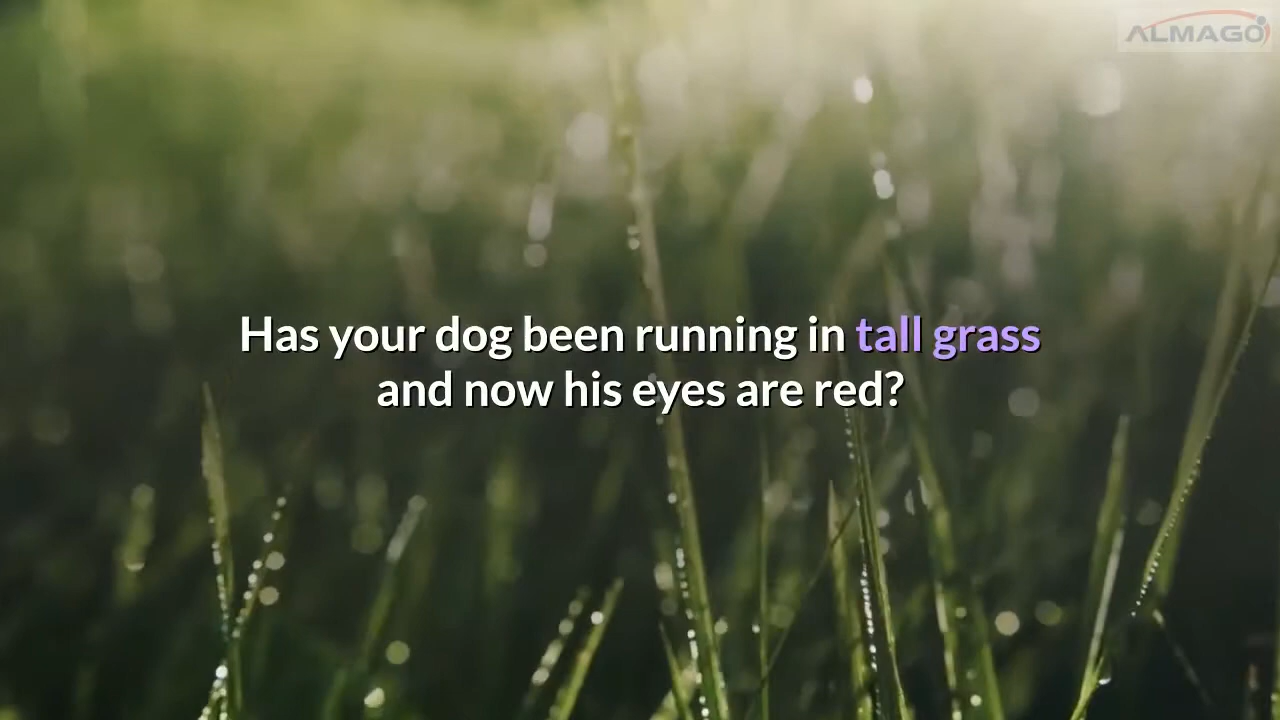 ALMAGO
Has your dog been running in tall grass
and now his eyes are red?